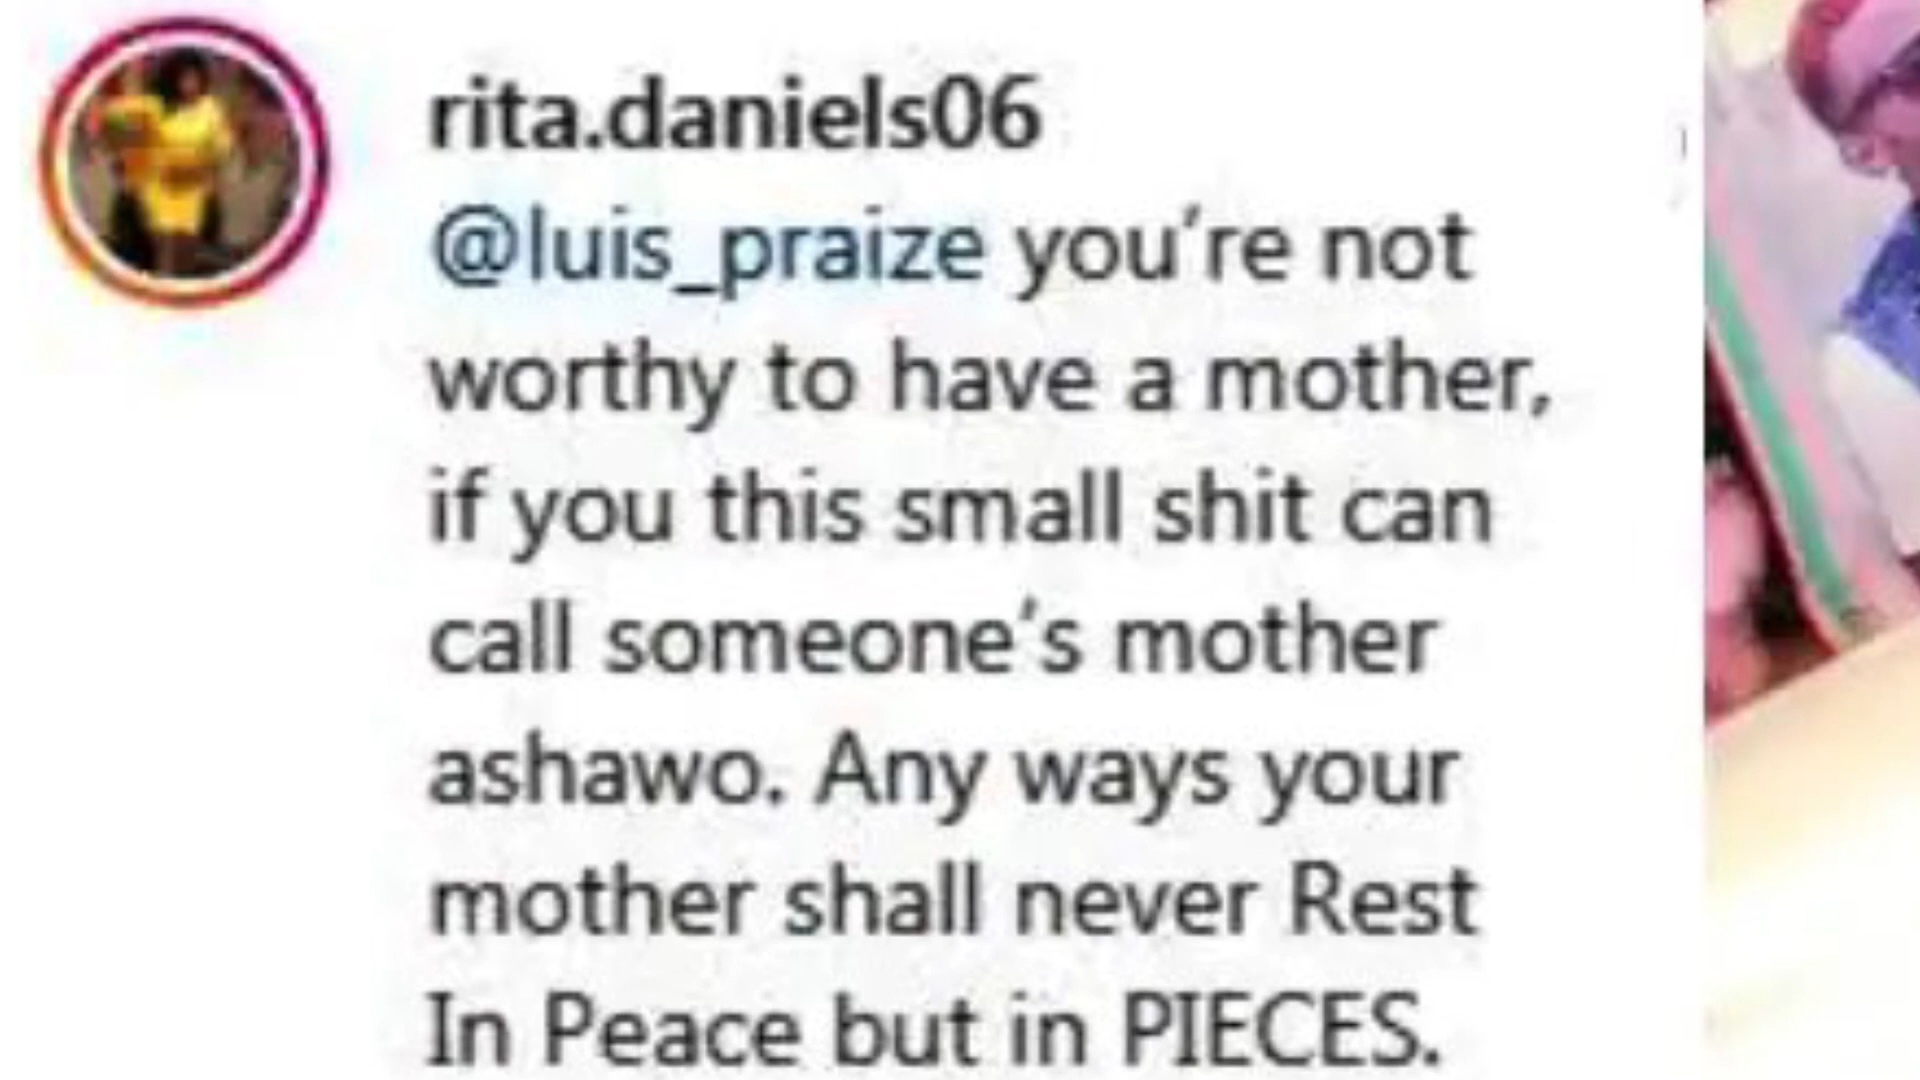 rita.daniels06
@luis_praize you’re not
worthy to have a mother,
if you this small shit can
call someone’s mother
ashawo. Any ways your
mother shall never Rest
In Peace but in PIECES.